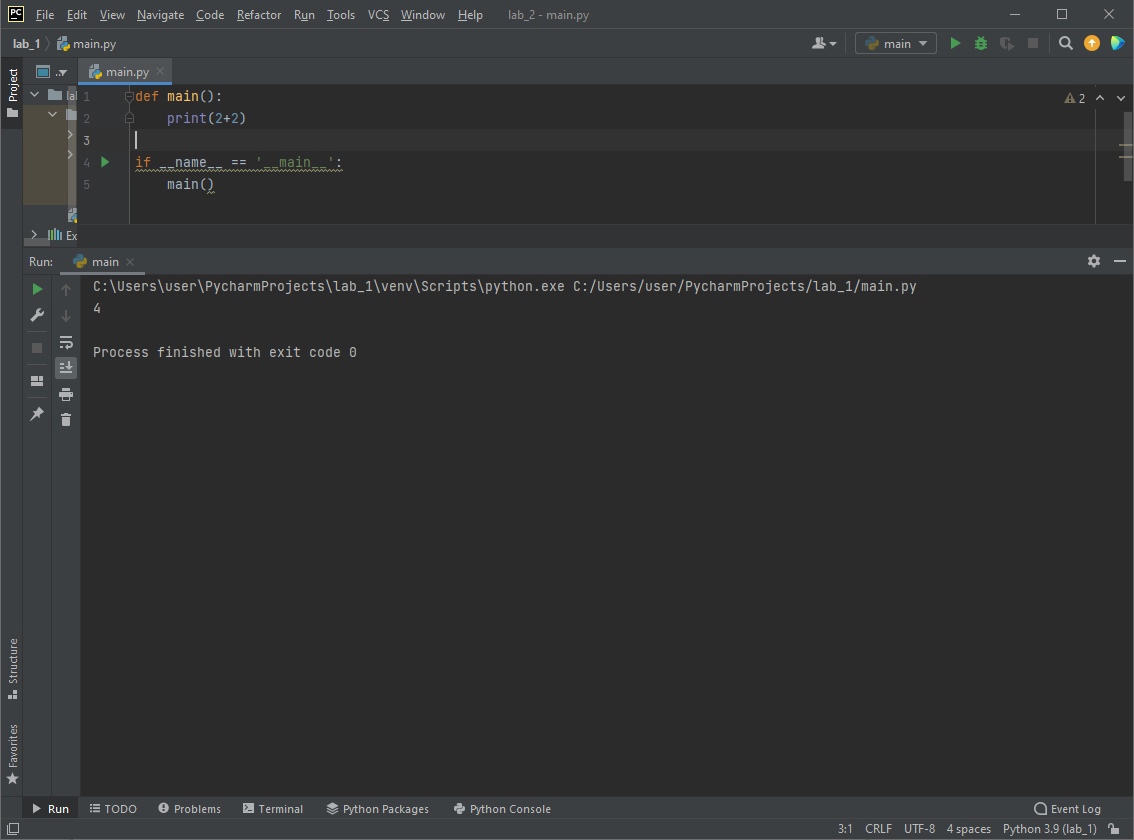 PC File Edit View Navigate Code Refactor Run Tools VCS Window Help lab_2 - main.py
lab_1 main.py main
Project
.. main.py
la
Ex
1 def main():
2 print(2+2)
3
4 if __name__ == '__main__':
5 main()
2
Run: main
C:\Users\user\PycharmProjects\lab_1\venv\Scripts\python.exe C:/Users/user/PycharmProjects/lab_1/main.py
4
Process finished with exit code 0
Structure
Favorites
Run TODO Problems Terminal Python Packages Python Console Event Log
3:1 CRLF UTF-8 4 spaces Python 3.9 (lab_1)